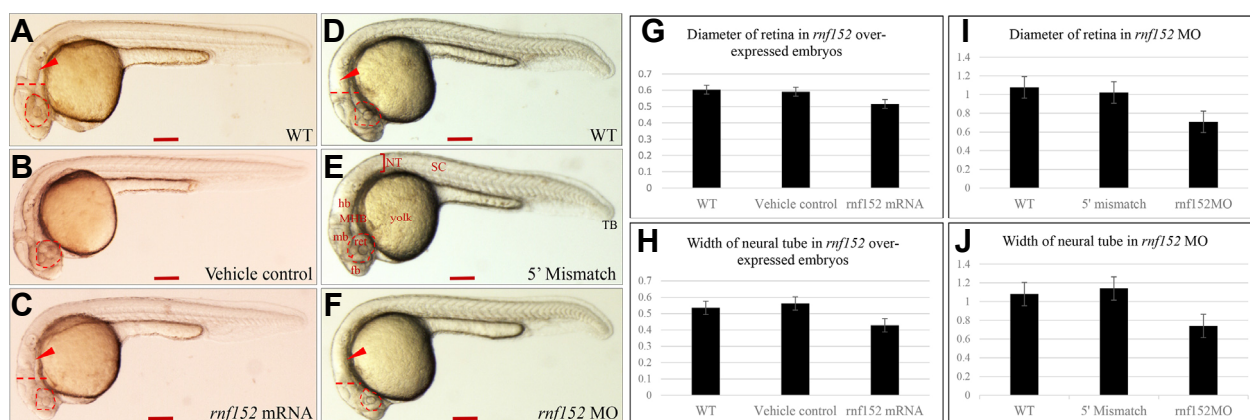 A
WT
B
Vehicle control
C
rnf152 mRNA
D
WT
E
NT
SC
hb
MHB
yolk
mb
ret
fb
TB
5’ Mismatch
F
rnf152 MO
G
Diameter of retina in rnf152 over-
expressed embryos
0.7
0.6
0.5
0.4
0.3
0.2
0.1
0
WT
Vehicle control
rnf152 mRNA
H
Width of neural tube in rnf152 over-
expressed embryos
0.7
0.6
0.5
0.4
0.3
0.2
0.1
0
WT
Vehicle control
rnf152 mRNA
I
Diameter of retina in rnf152 MO
1.4
1.2
1
0.8
0.6
0.4
0.2
0
WT
5' mismatch
rnf152MO
J
Width of neural tube in rnf152 MO
1.4
1.2
1
0.8
0.6
0.4
0.2
0
WT
5' Mismatch
rnf152MO